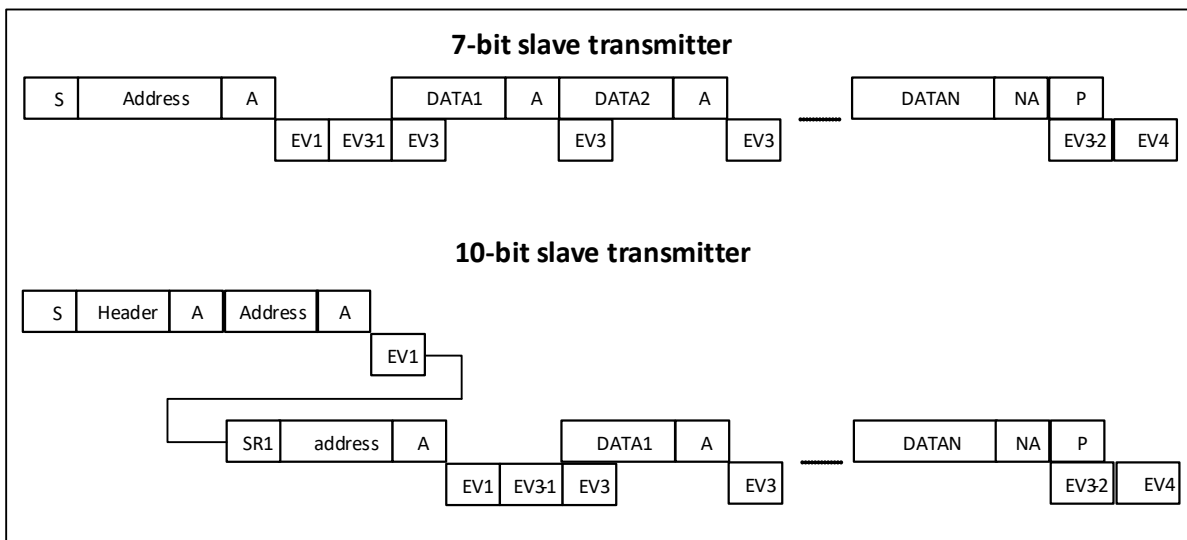 7-bit slave transmitter
S Address A DATA1 A DATA2 A DATAN NA P
EV1 EV3-1 EV3 EV3 EV3 EV3-2 EV4
10-bit slave transmitter
S Header A Address A
EV1
SR1 address A DATA1 A DATAN NA P
EV1 EV3-1 EV3 EV3 EV3-2 EV4